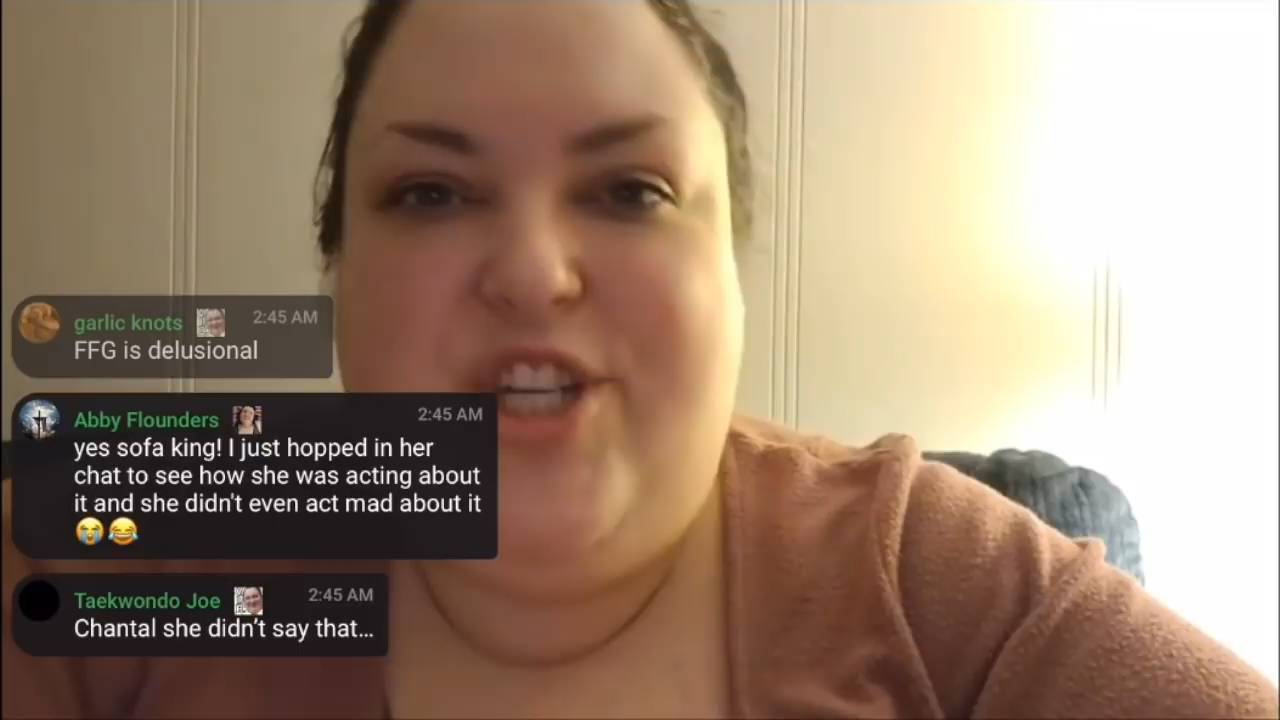 garlic knots 2:45 AM
FFG is delusional
Abby Flounders 2:45 AM
yes sofa king! I just hopped in her
chat to see how she was acting about
it and she didn't even act mad about it
😭😂
Taekwondo Joe 2:45 AM
Chantal she didn't say that...